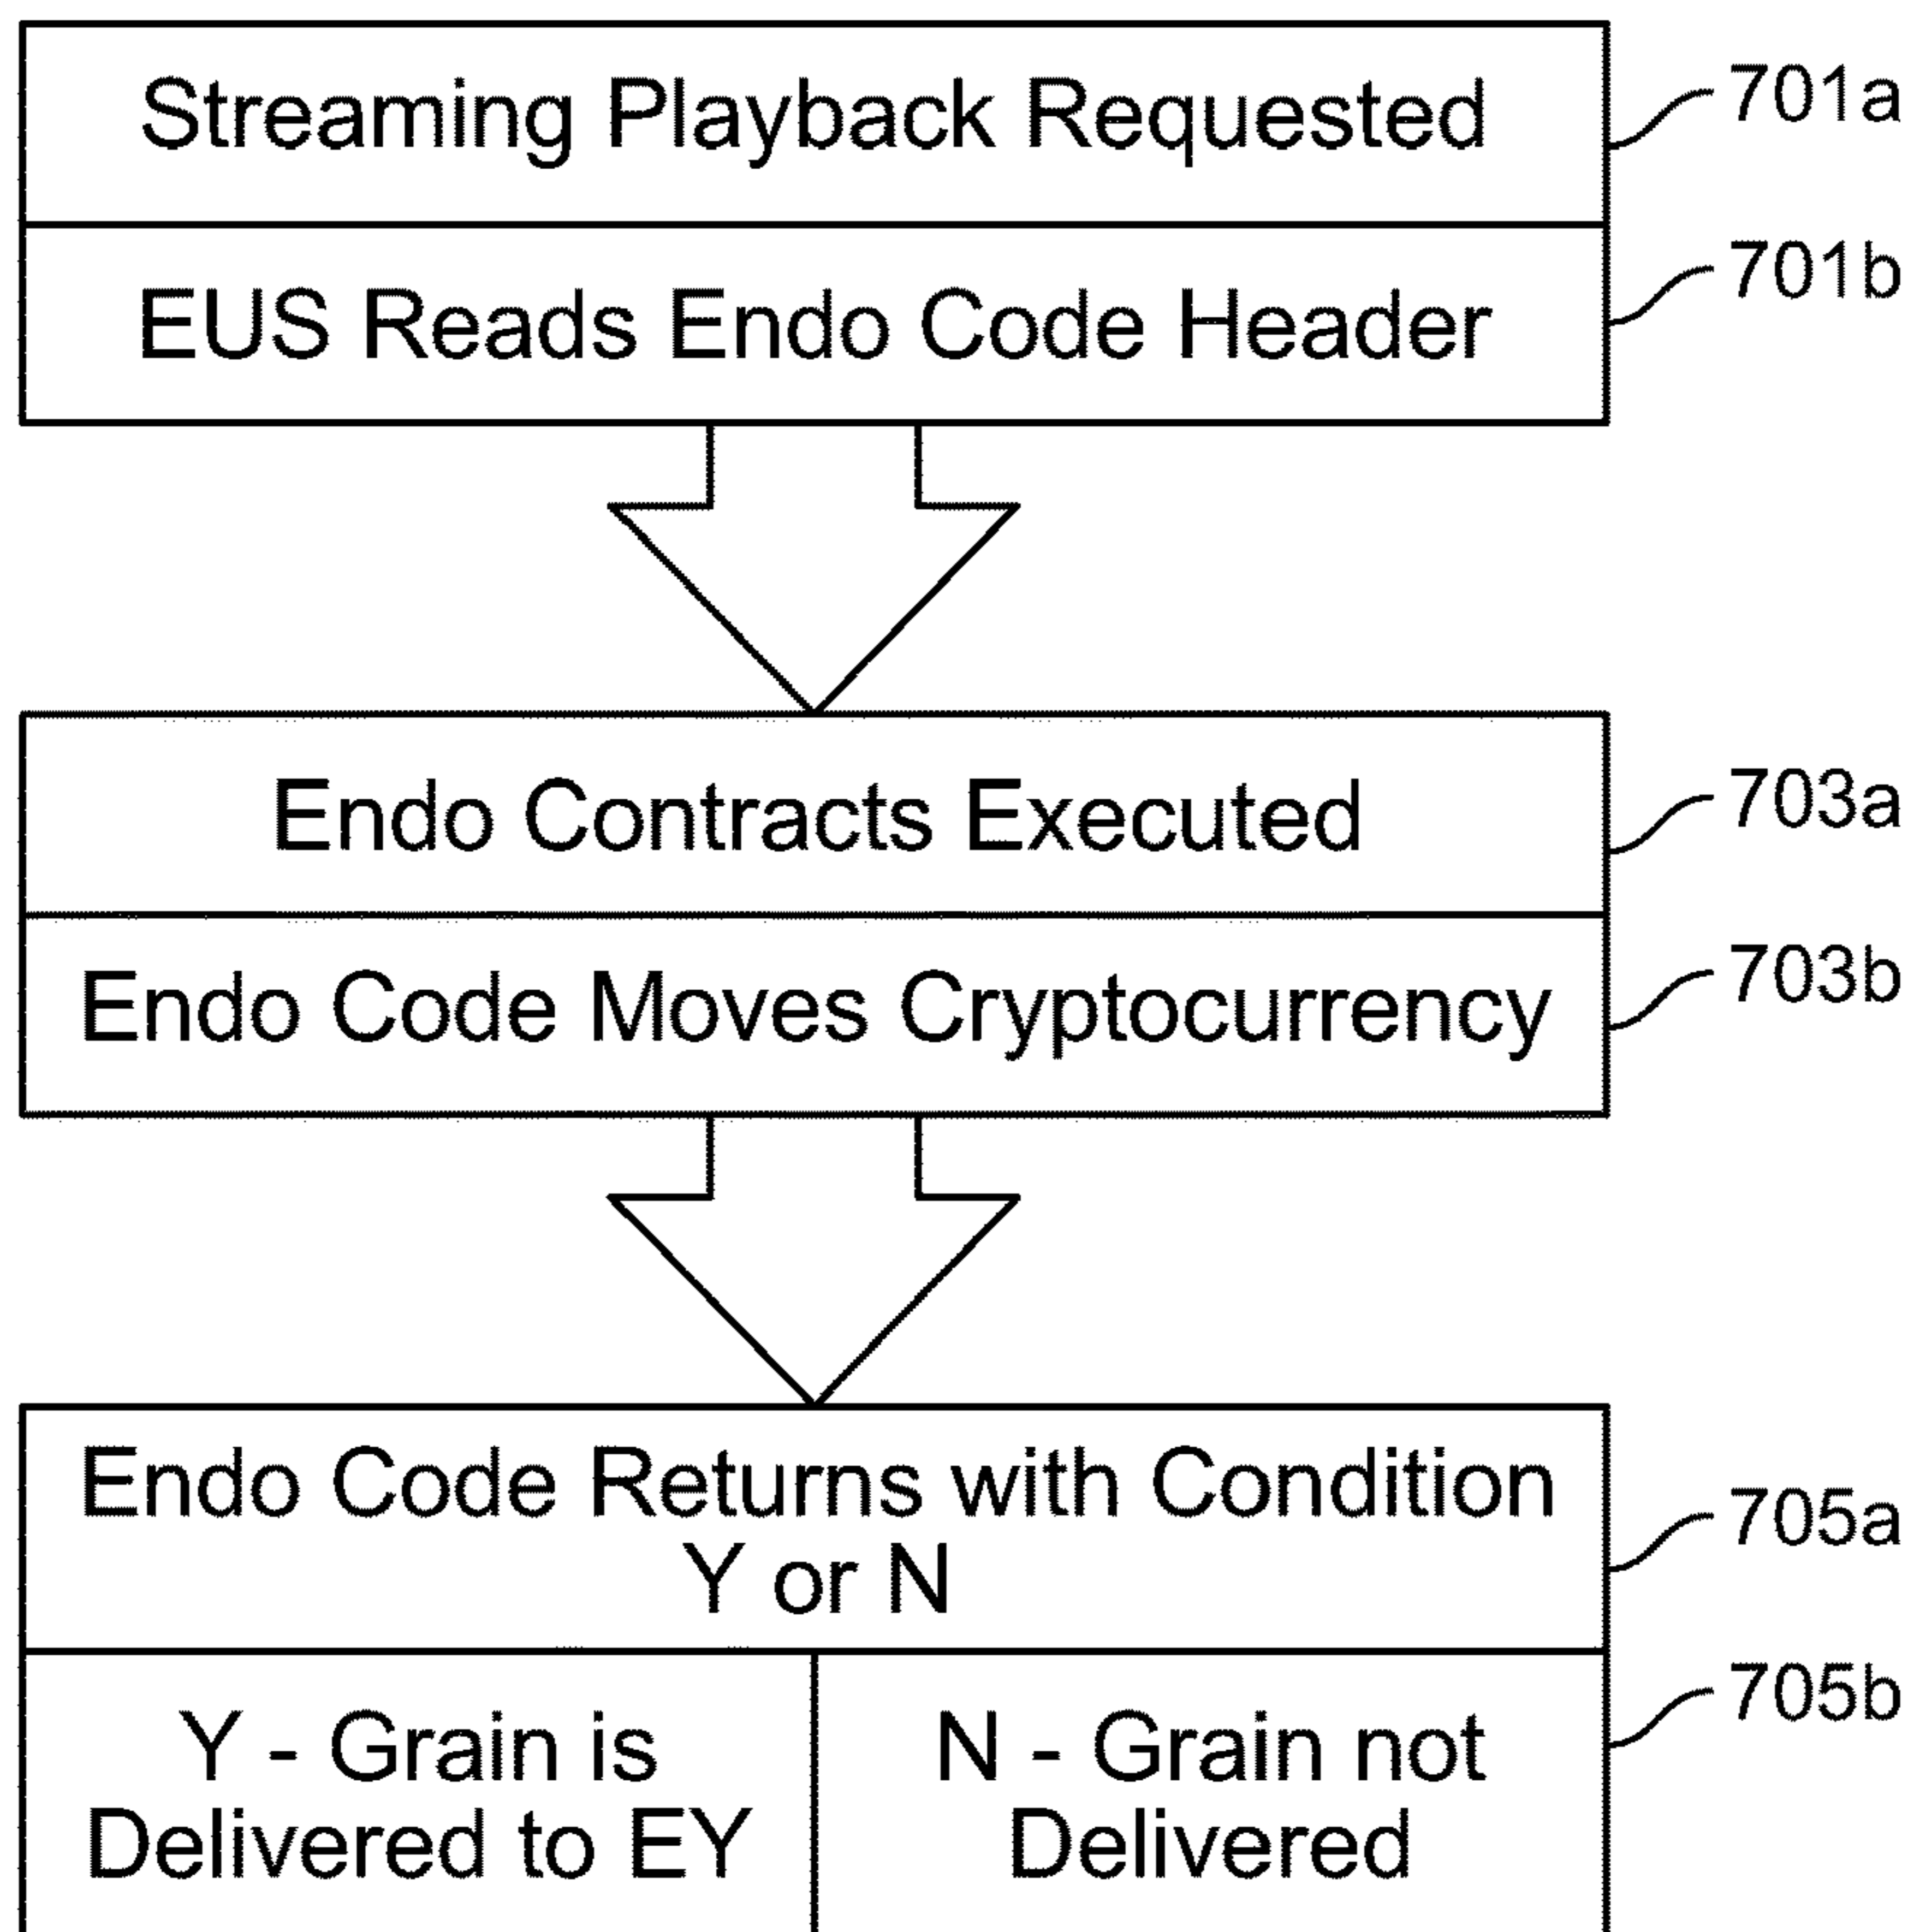 Streaming Playback Requested
701a
EUS Reads Endo Code Header
701b
Endo Contracts Executed
703a
Endo Code Moves Cryptocurrency
703b
Endo Code Returns with Condition
Y or N
705a
Y - Grain is
Delivered to EY
N - Grain not
Delivered
705b